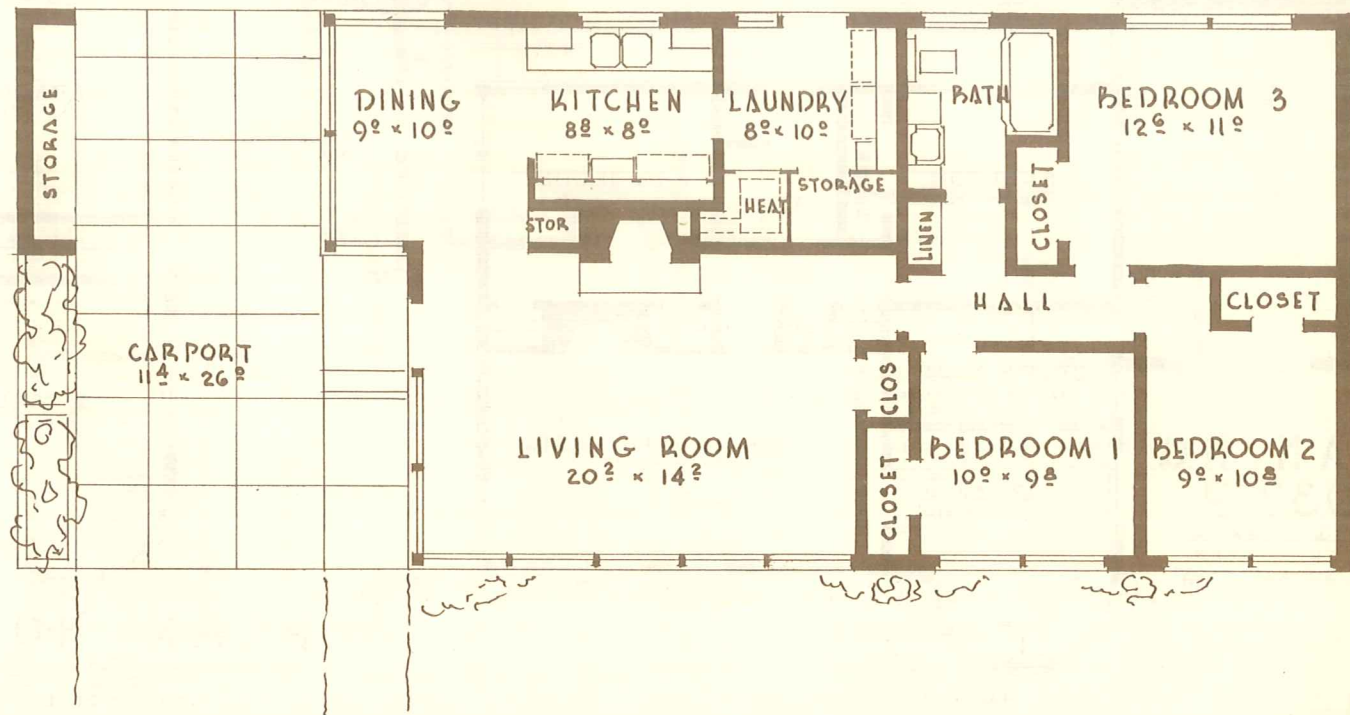 STORAGE
DINING
9⁰ × 10⁰
KITCHEN
8⁸ × 8⁰
LAUNDRY
8⁰ × 10⁰
BATH
BEDROOM 3
12⁶ × 11⁰
STOR
HEAT
STORAGE
LINEN
CLOSET
HALL
CLOSET
CARPORT
11⁴ × 26⁰
LIVING ROOM
20² × 14²
CLOS
CLOSET
BEDROOM 1
10⁰ × 9⁸
BEDROOM 2
9⁰ × 10⁸